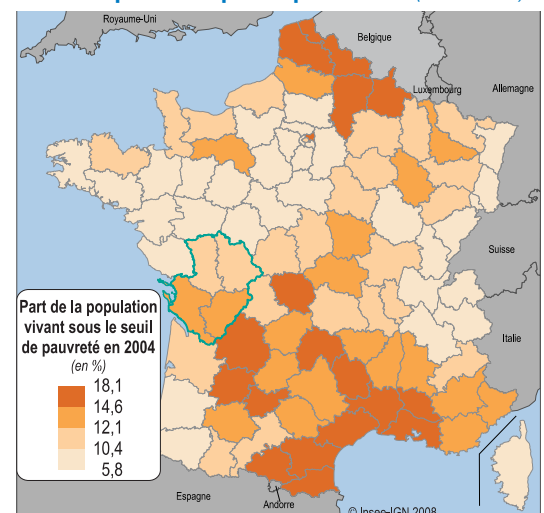 Royaume-Uni
Belgique
Luxembourg
Allemagne
Suisse
Italie
Part de la population
vivant sous le seuil
de pauvreté en 2004
(en %)
18,1
14,6
12,1
10,4
5,8
Espagne
Andorre
© Insee-IGN 2008